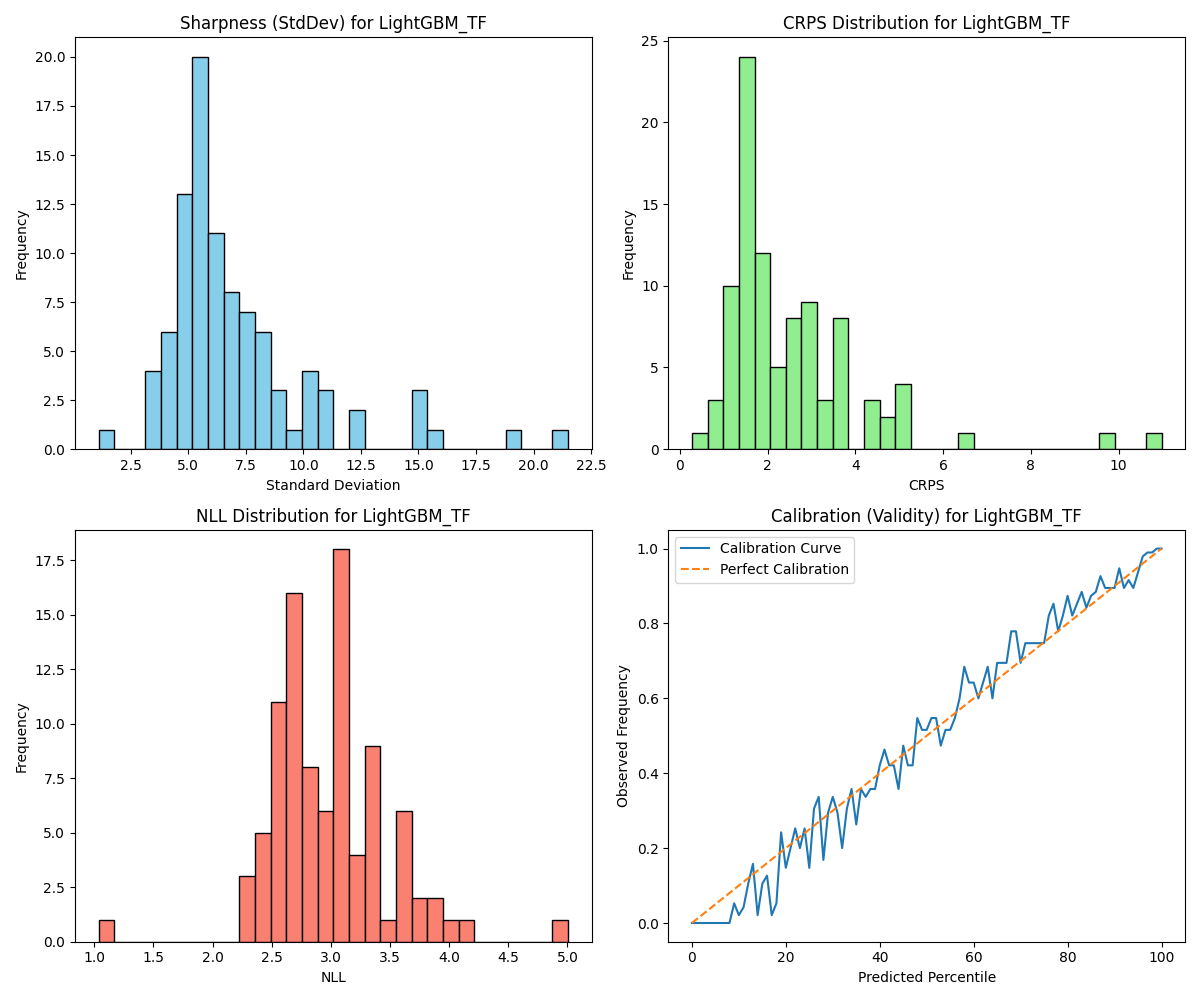 Sharpness (StdDev) for LightGBM_TF
Frequency
20.0
17.5
15.0
12.5
10.0
7.5
5.0
2.5
0.0
2.5 5.0 7.5 10.0 12.5 15.0 17.5 20.0 22.5
Standard Deviation
CRPS Distribution for LightGBM_TF
Frequency
25
20
15
10
5
0
0 2 4 6 8 10
CRPS
NLL Distribution for LightGBM_TF
Frequency
17.5
15.0
12.5
10.0
7.5
5.0
2.5
0.0
1.0 1.5 2.0 2.5 3.0 3.5 4.0 4.5 5.0
NLL
Calibration (Validity) for LightGBM_TF
Calibration Curve
Perfect Calibration
Observed Frequency
1.0
0.8
0.6
0.4
0.2
0.0
0 20 40 60 80 100
Predicted Percentile